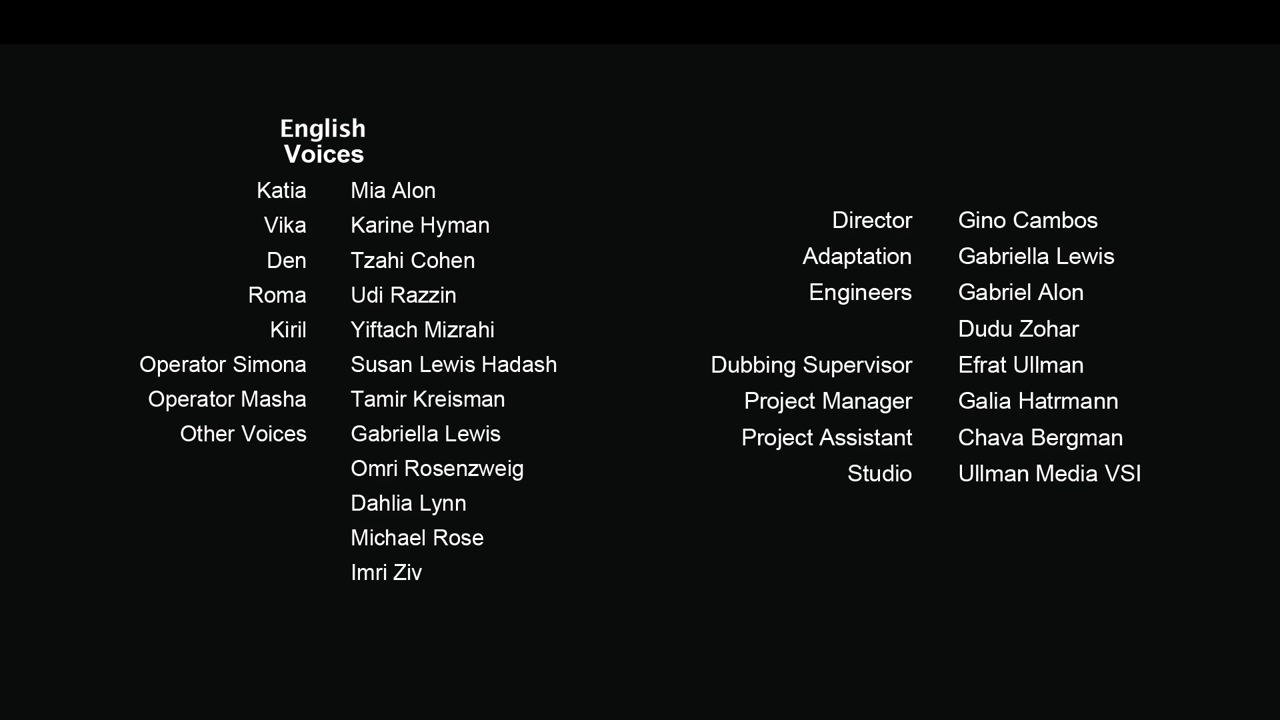 English
Voices
Katia Mia Alon
Vika Karine Hyman
Den Tzahi Cohen
Roma Udi Razzin
Kiril Yiftach Mizrahi
Operator Simona Susan Lewis Hadash
Operator Masha Tamir Kreisman
Other Voices Gabriella Lewis
Omri Rosenzweig
Dahlia Lynn
Michael Rose
Imri Ziv
Director Gino Cambos
Adaptation Gabriella Lewis
Engineers Gabriel Alon
Dudu Zohar
Dubbing Supervisor Efrat Ullman
Project Manager Galia Hatrmann
Project Assistant Chava Bergman
Studio Ullman Media VSI